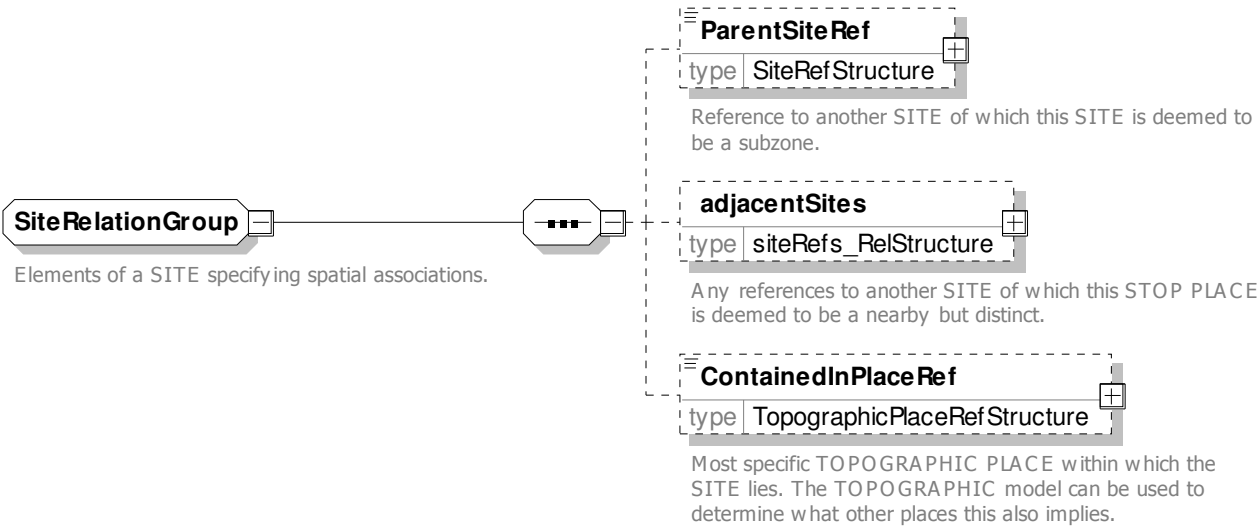 ParentSiteRef
type SiteRefStructure
Reference to another SITE of which this SITE is deemed to
be a subzone.
SiteRelationGroup
Elements of a SITE specifying spatial associations.
adjacentSites
type siteRefs_RelStructure
Any references to another SITE of which this STOP PLACE
is deemed to be a nearby but distinct.
ContainedInPlaceRef
type TopographicPlaceRefStructure
Most specific TOPOGRAPHIC PLACE within which the
SITE lies. The TOPOGRAPHIC model can be used to
determine what other places this also implies.